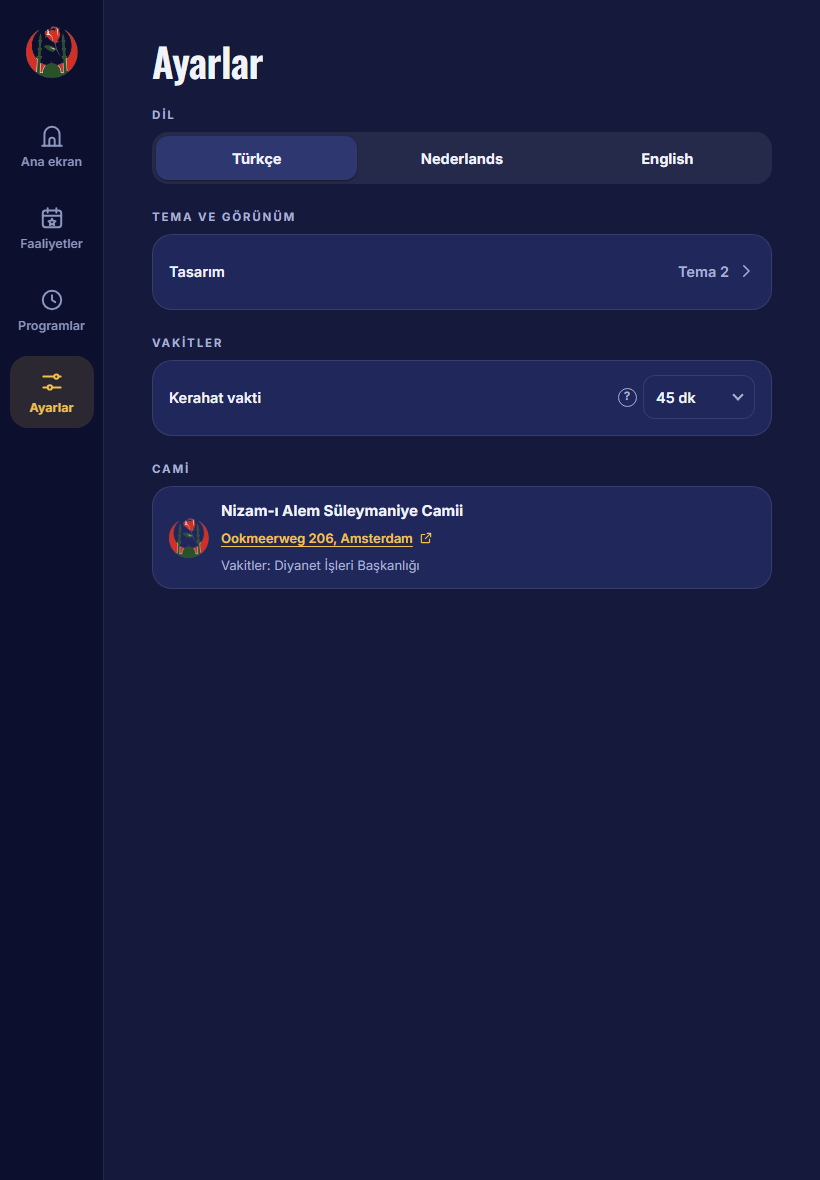 Ayarlar
DİL
Türkçe
Nederlands
English
TEMA VE GÖRÜNÜM
Tasarım
Tema 2
VAKİTLER
Kerahat vakti
?
45 dk
CAMİ
Nizam-ı Alem Süleymaniye Camii
Ookmeerweg 206, Amsterdam
Vakitler: Diyanet İşleri Başkanlığı
Ana ekran
Faaliyetler
Programlar
Ayarlar